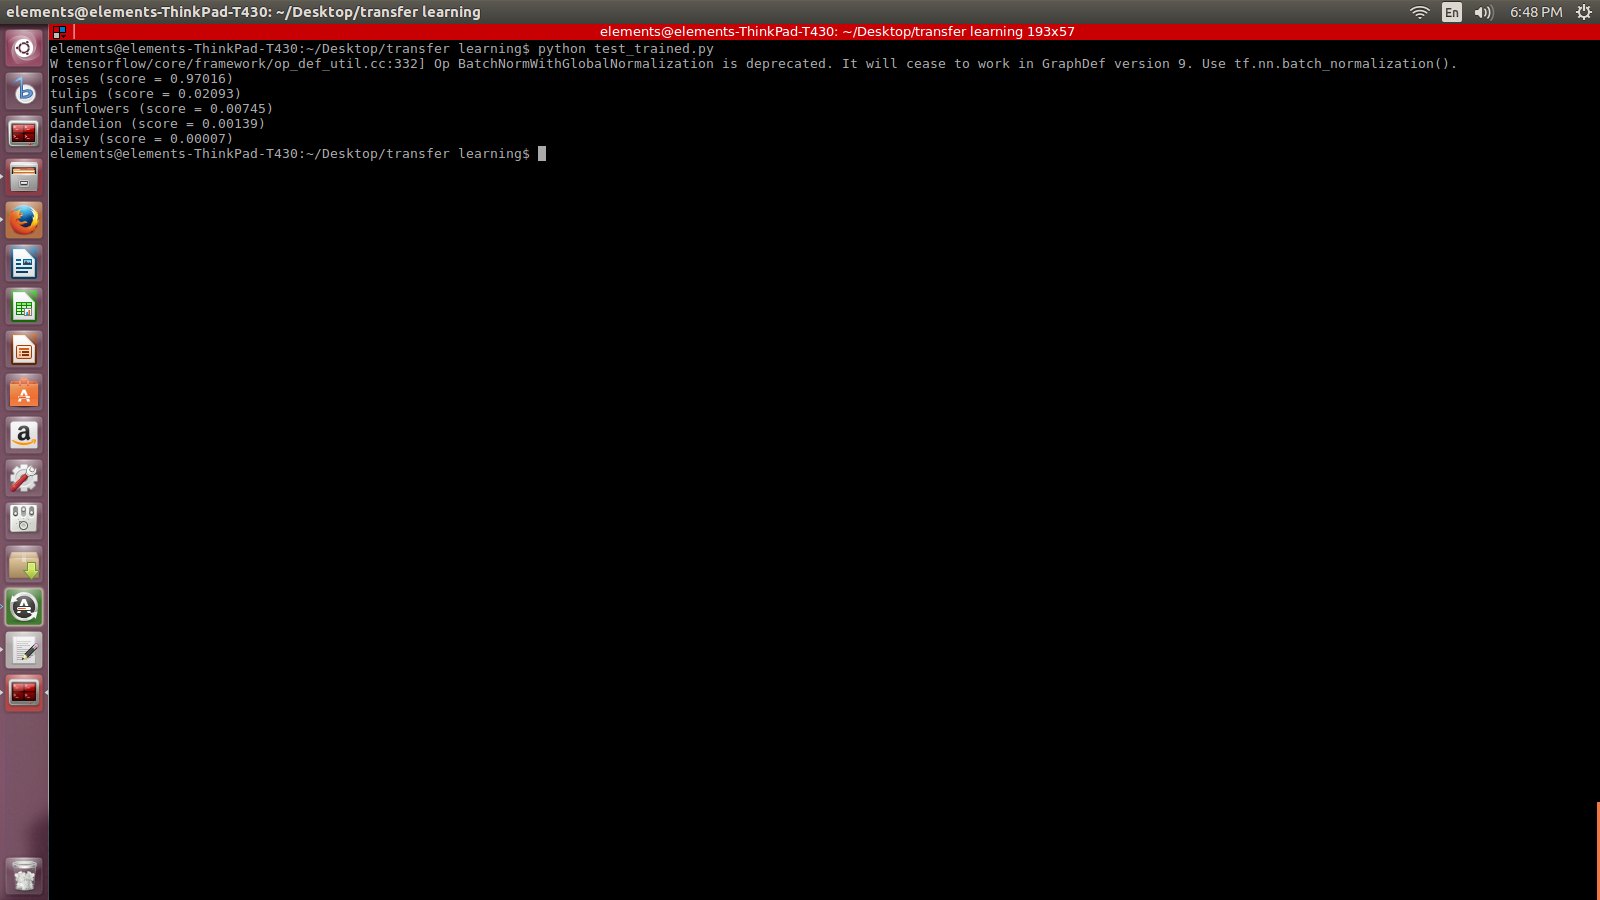 elements@elements-ThinkPad-T430: ~/Desktop/transfer learning
En
6:48 PM
elements@elements-ThinkPad-T430: ~/Desktop/transfer learning 193x57
elements@elements-ThinkPad-T430:~/Desktop/transfer learning$ python test_trained.py
W tensorflow/core/framework/op_def_util.cc:332] Op BatchNormWithGlobalNormalization is deprecated. It will cease to work in GraphDef version 9. Use tf.nn.batch_normalization().
roses (score = 0.97016)
tulips (score = 0.02093)
sunflowers (score = 0.00745)
dandelion (score = 0.00139)
daisy (score = 0.00007)
elements@elements-ThinkPad-T430:~/Desktop/transfer learning$